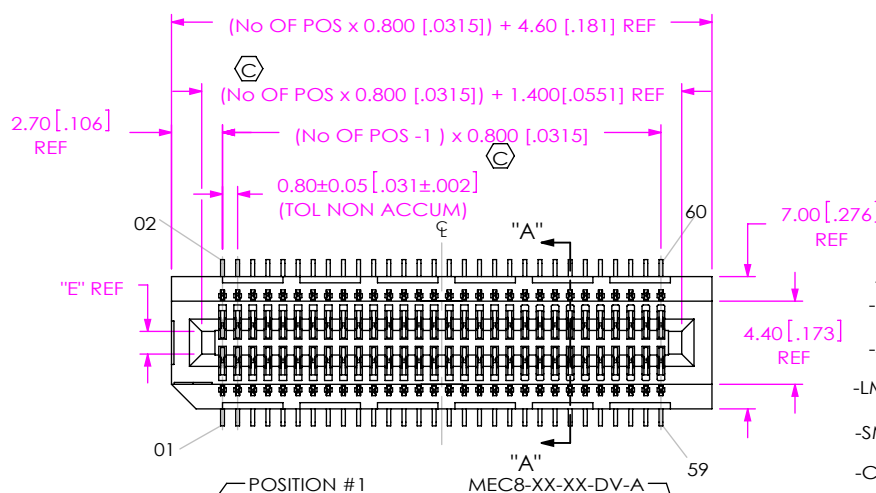 (No OF POS x 0.800 [.0315]) + 4.60 [.181] REF
C
(No OF POS x 0.800 [.0315]) + 1.400[.0551] REF
2.70 [.106]
REF
(No OF POS -1 ) x 0.800 [.0315]
C
0.80±0.05 [.031±.002]
(TOL NON ACCUM)
02
℄
"A"
60
7.00 [.276]
REF
"E" REF
4.40 [.173]
REF
-LM
-SM
-O
01
"A"
59
POSITION #1
MEC8-XX-XX-DV-A